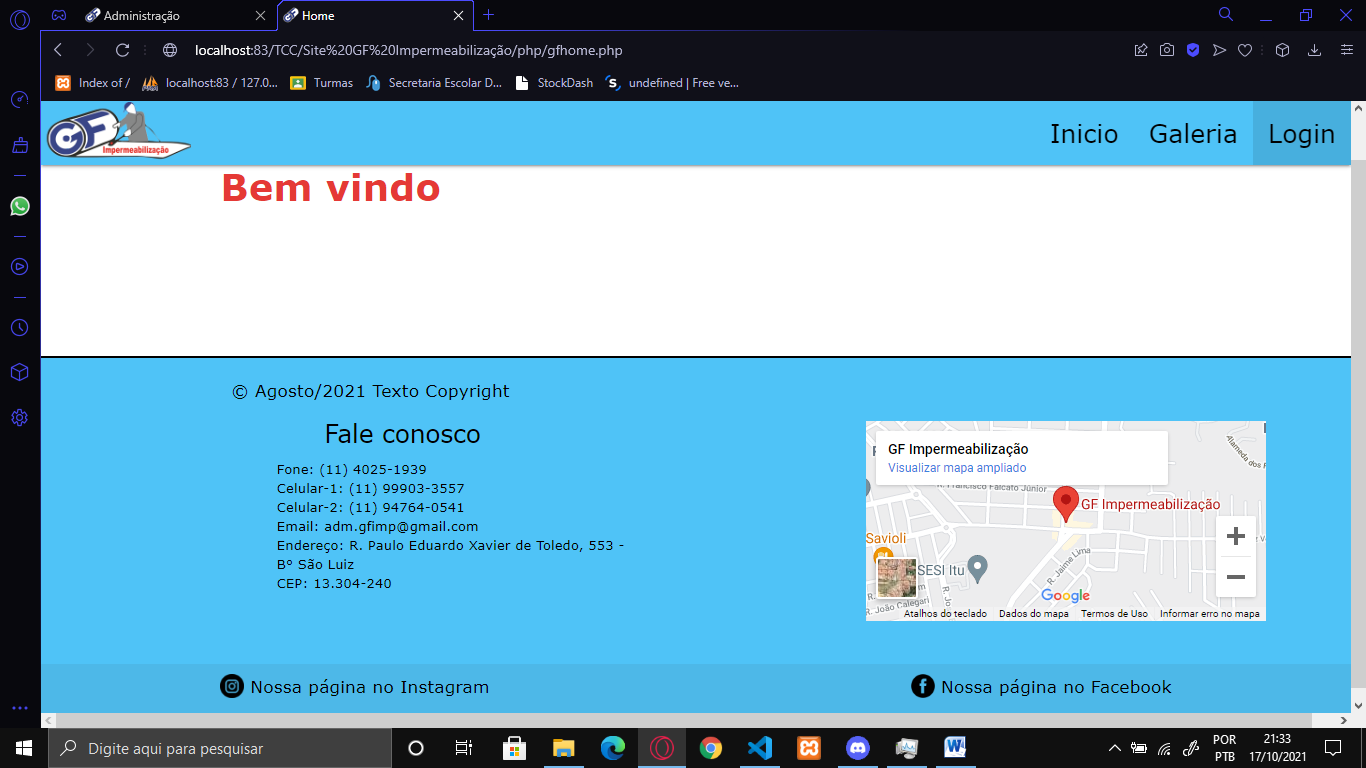 Administração
Home
localhost:83/TCC/Site%20GF%20Impermeabilização/php/gfhome.php
Index of /
localhost:83 / 127.0...
Turmas
Secretaria Escolar D...
StockDash
undefined | Free ve...
GF
Impermeabilização
Inicio
Galeria
Login
Bem vindo
© Agosto/2021 Texto Copyright
Fale conosco
Fone: (11) 4025-1939
Celular-1: (11) 99903-3557
Celular-2: (11) 94764-0541
Email: adm.gfimp@gmail.com
Endereço: R. Paulo Eduardo Xavier de Toledo, 553 -
B° São Luiz
CEP: 13.304-240
GF Impermeabilização
Visualizar mapa ampliado
Alameda dos
R. Francisco Falcato Júnior
GF Impermeabilização
Savioli
SESI Itu
R. Jaime Lima
R. João Calegari
Google
Atalhos do teclado
Dados do mapa
Termos de Uso
Informar erro no mapa
Nossa página no Instagram
Nossa página no Facebook
Digite aqui para pesquisar
POR
PTB
21:33
17/10/2021